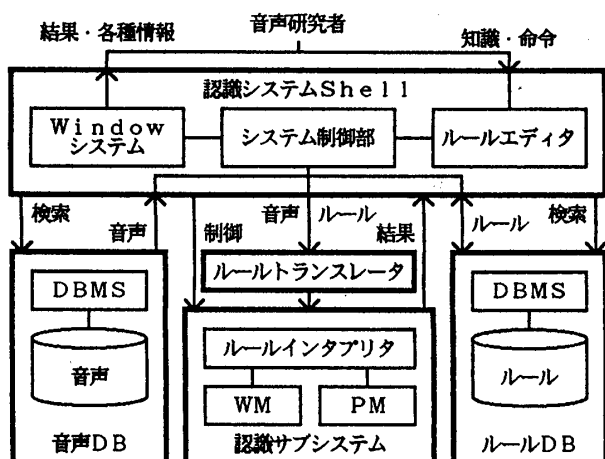 音声研究者
結果・各種情報
知識・命令
認識システムShell
Window
システム
システム制御部
ルールエディタ
検索
音声
制御
音声
ルール
結果
ルール
検索
ルールトランスレータ
DBMS
音声
音声DB
ルールインタプリタ
WM
PM
認識サブシステム
DBMS
ルール
ルールDB